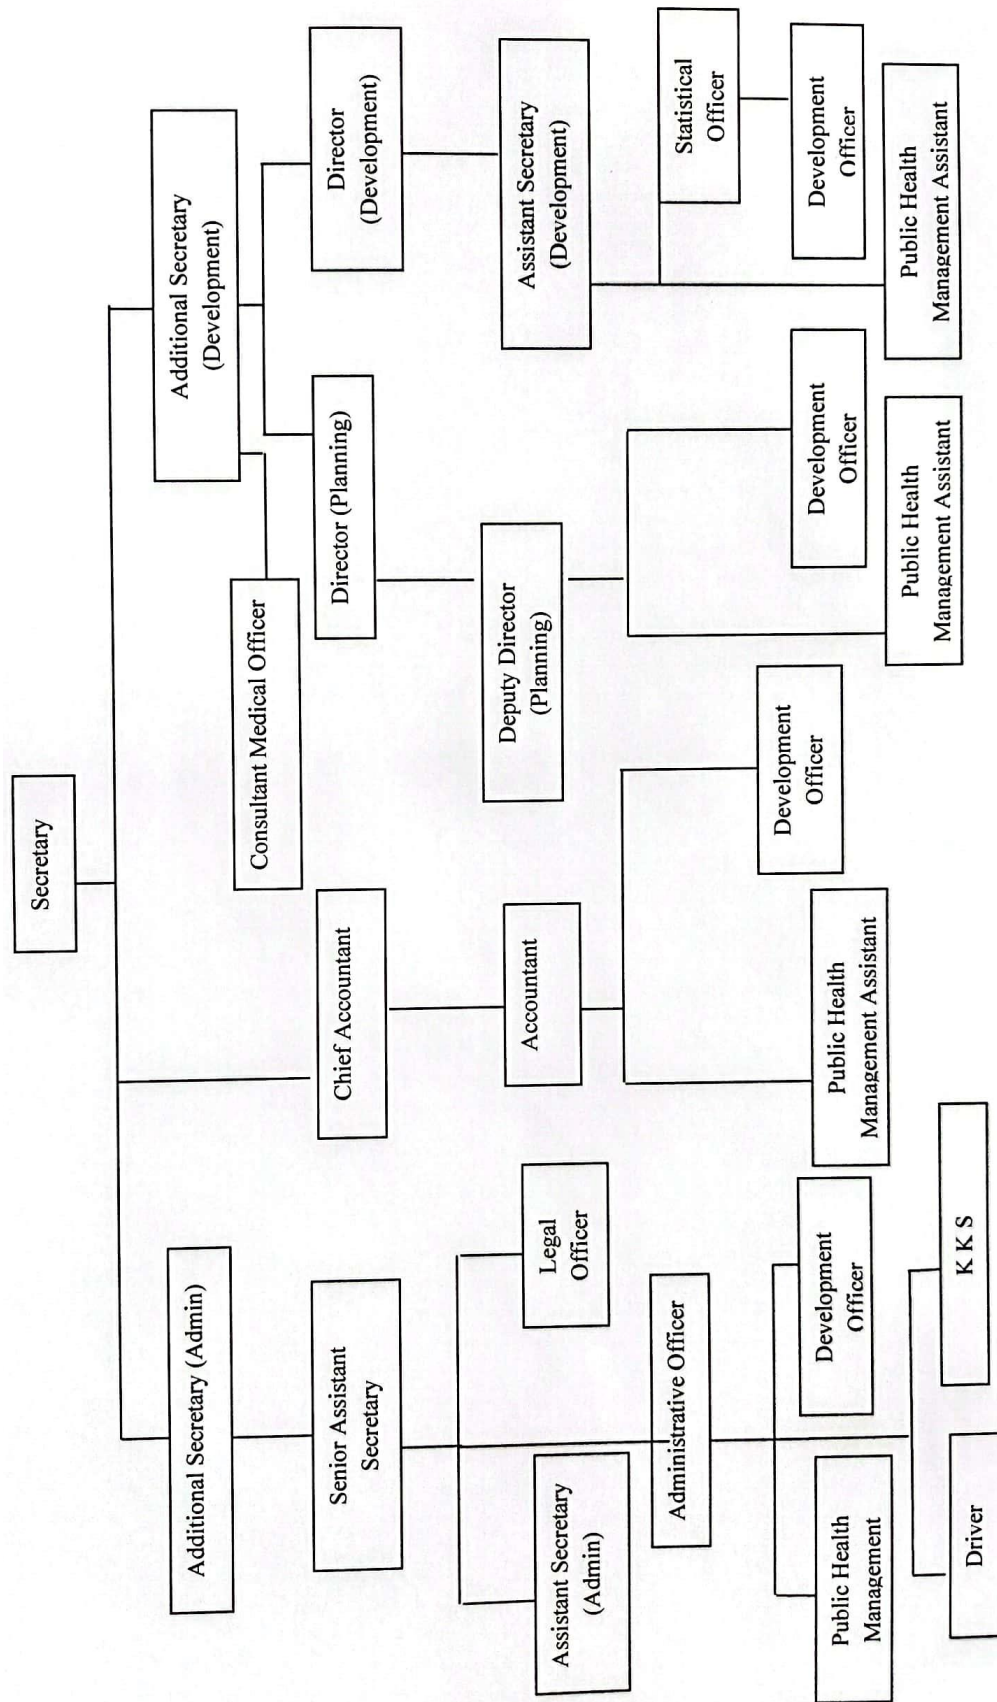 Secretary
Additional Secretary (Admin)
Additional Secretary
(Development)
Consultant Medical Officer
Senior Assistant
Secretary
Chief Accountant
Director (Planning)
Director
(Development)
Assistant Secretary
(Admin)
Legal
Officer
Accountant
Deputy Director
(Planning)
Assistant Secretary
(Development)
Administrative Officer
Statistical
Officer
Public Health
Management
Development
Officer
Public Health
Management Assistant
Development
Officer
Public Health
Management Assistant
Development
Officer
Public Health
Management Assistant
Development
Officer
Driver
K K S